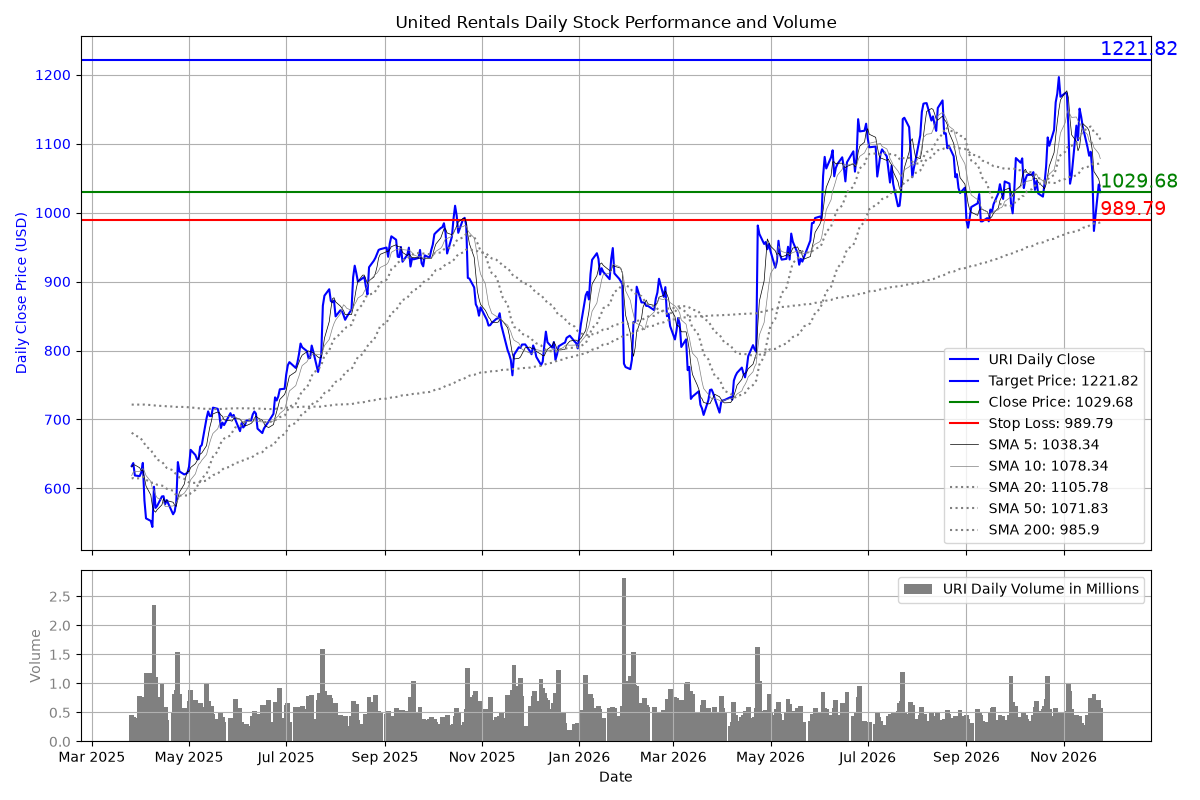 United Rentals Daily Stock Performance and Volume
1221.82
1200
1100
1029.68
1000
989.79
900
800
700
600
Daily Close Price (USD)
URI Daily Close
Target Price: 1221.82
Close Price: 1029.68
Stop Loss: 989.79
SMA 5: 1038.34
SMA 10: 1078.34
SMA 20: 1105.78
SMA 50: 1071.83
SMA 200: 985.9
URI Daily Volume in Millions
2.5
2.0
1.5
1.0
0.5
0.0
Volume
Mar 2025 May 2025 Jul 2025 Sep 2025 Nov 2025 Jan 2026 Mar 2026 May 2026 Jul 2026 Sep 2026 Nov 2026
Date